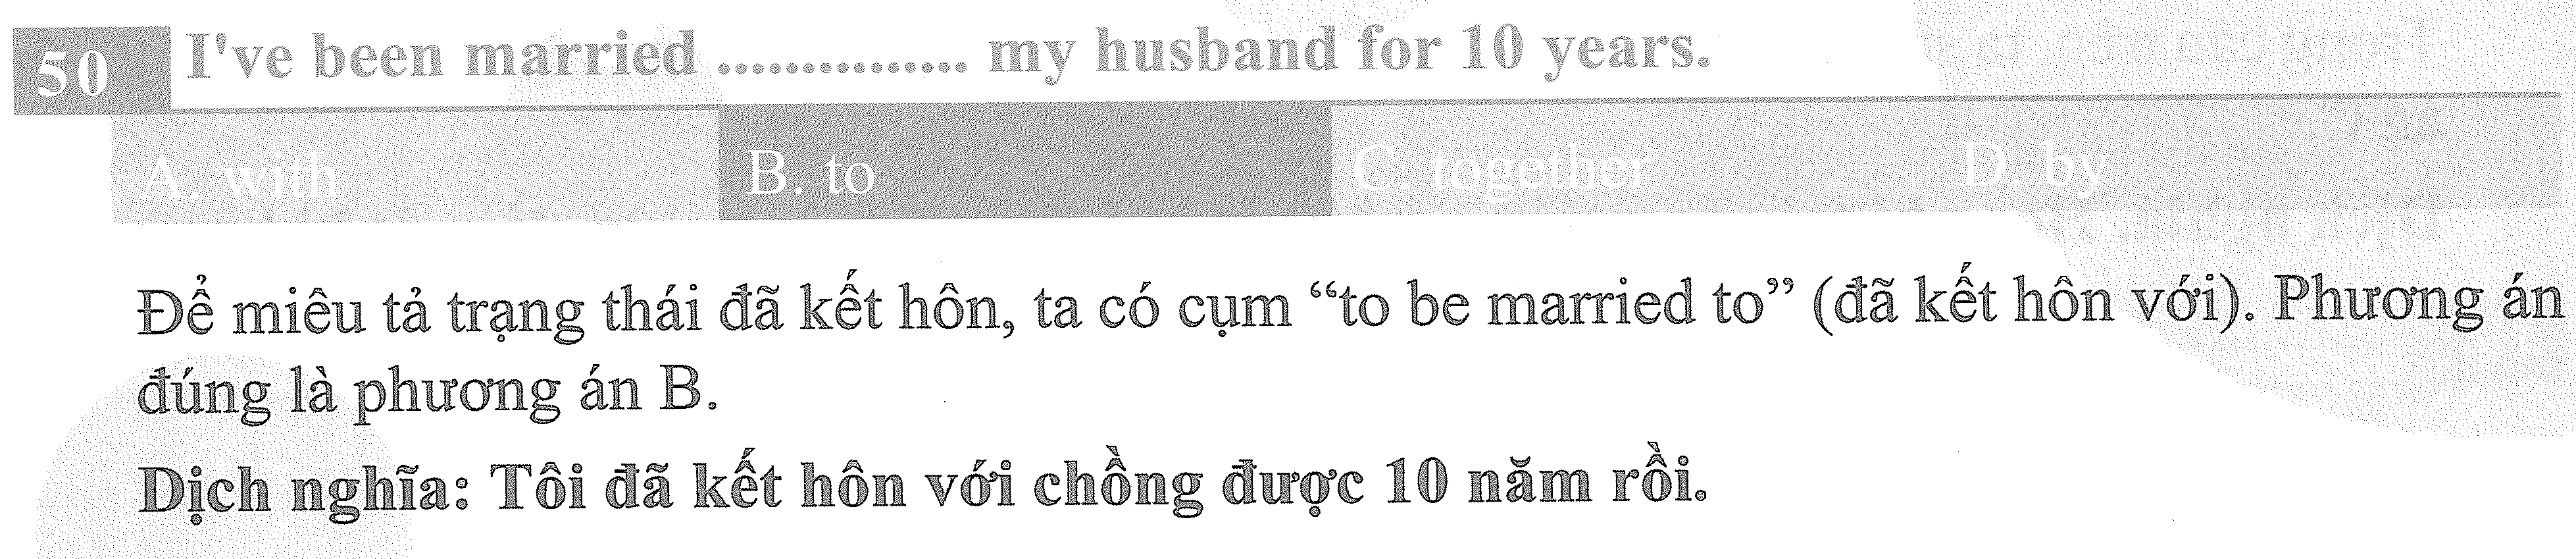 50 I've been married .............. my husband for 10 years.
A. with B. to C. together D. by
Để miêu tả trạng thái đã kết hôn, ta có cụm “to be married to” (đã kết hôn với). Phương án
đúng là phương án B.
Dịch nghĩa: Tôi đã kết hôn với chồng được 10 năm rồi.